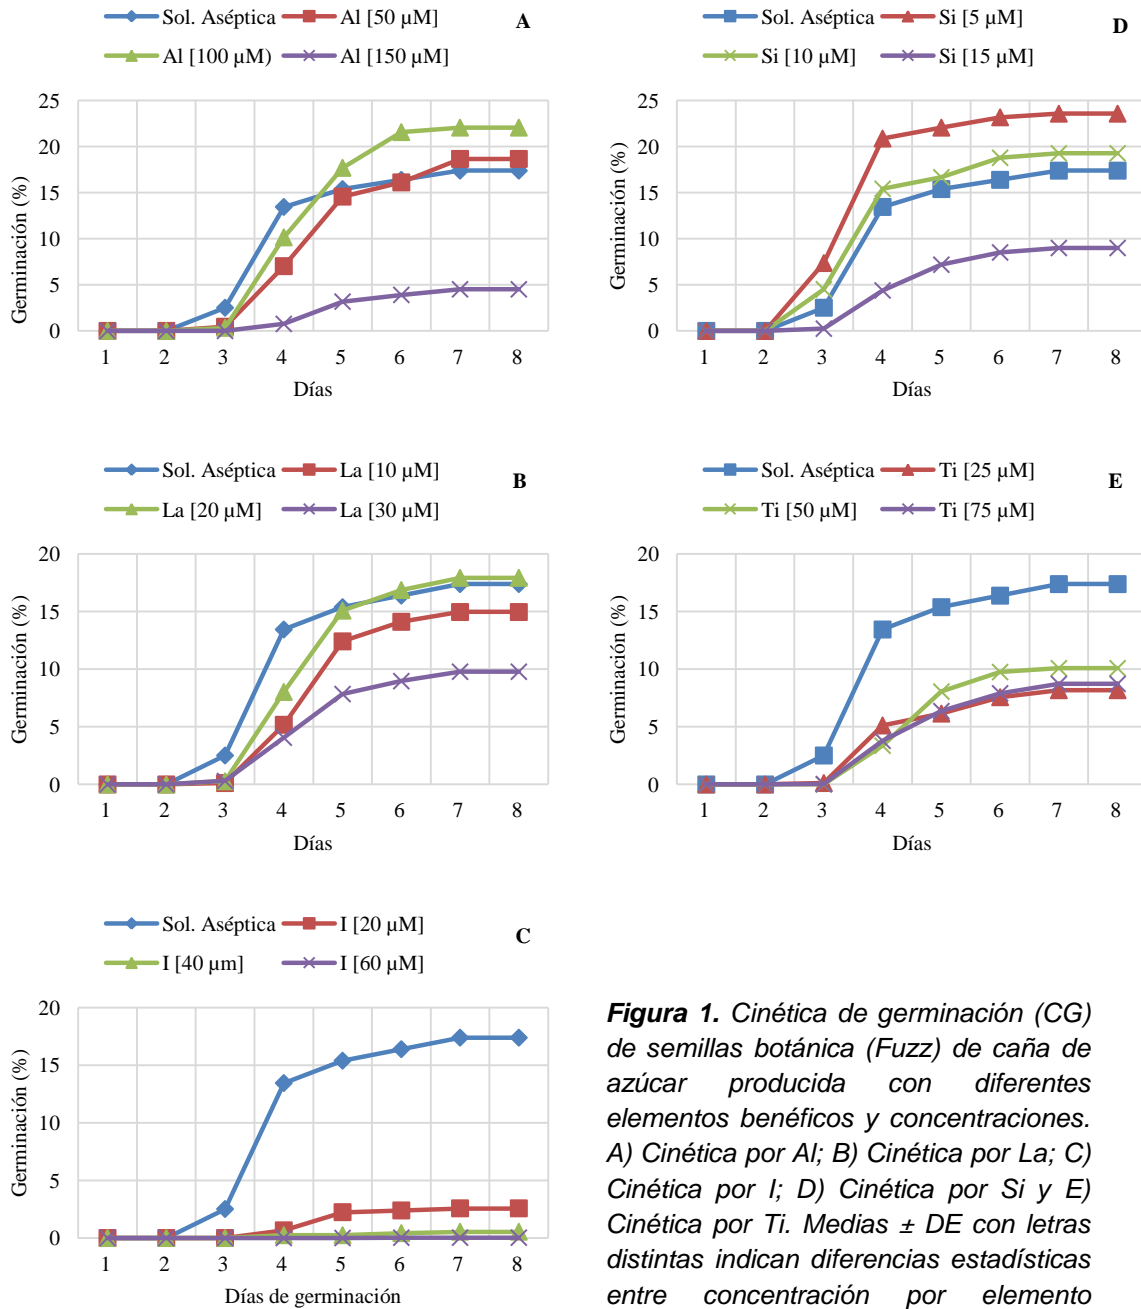 Sol. Aséptica Al [50 µM] A
Al [100 µM) Al [150 µM]
25
20
15
10
5
0
Germinación (%)
1 2 3 4 5 6 7 8
Días
Sol. Aséptica Si [5 µM] D
Si [10 µM] Si [15 µM]
25
20
15
10
5
0
Germinación (%)
1 2 3 4 5 6 7 8
Días
Sol. Aséptica La [10 µM] B
La [20 µM] La [30 µM]
20
15
10
5
0
Germinación (%)
1 2 3 4 5 6 7 8
Días
Sol. Aséptica Ti [25 µM] E
Ti [50 µM] Ti [75 µM]
20
15
10
5
0
Germinación (%)
1 2 3 4 5 6 7 8
Días
Sol. Aséptica I [20 µM] C
I [40 µm] I [60 µM]
20
15
10
5
0
Germinación (%)
1 2 3 4 5 6 7 8
Días de germinación
Figura 1. Cinética de germinación (CG)
de semillas botánica (Fuzz) de caña de
azúcar producida con diferentes
elementos benéficos y concentraciones.
A) Cinética por Al; B) Cinética por La; C)
Cinética por I; D) Cinética por Si y E)
Cinética por Ti. Medias ± DE con letras
distintas indican diferencias estadísticas
entre concentración por elemento